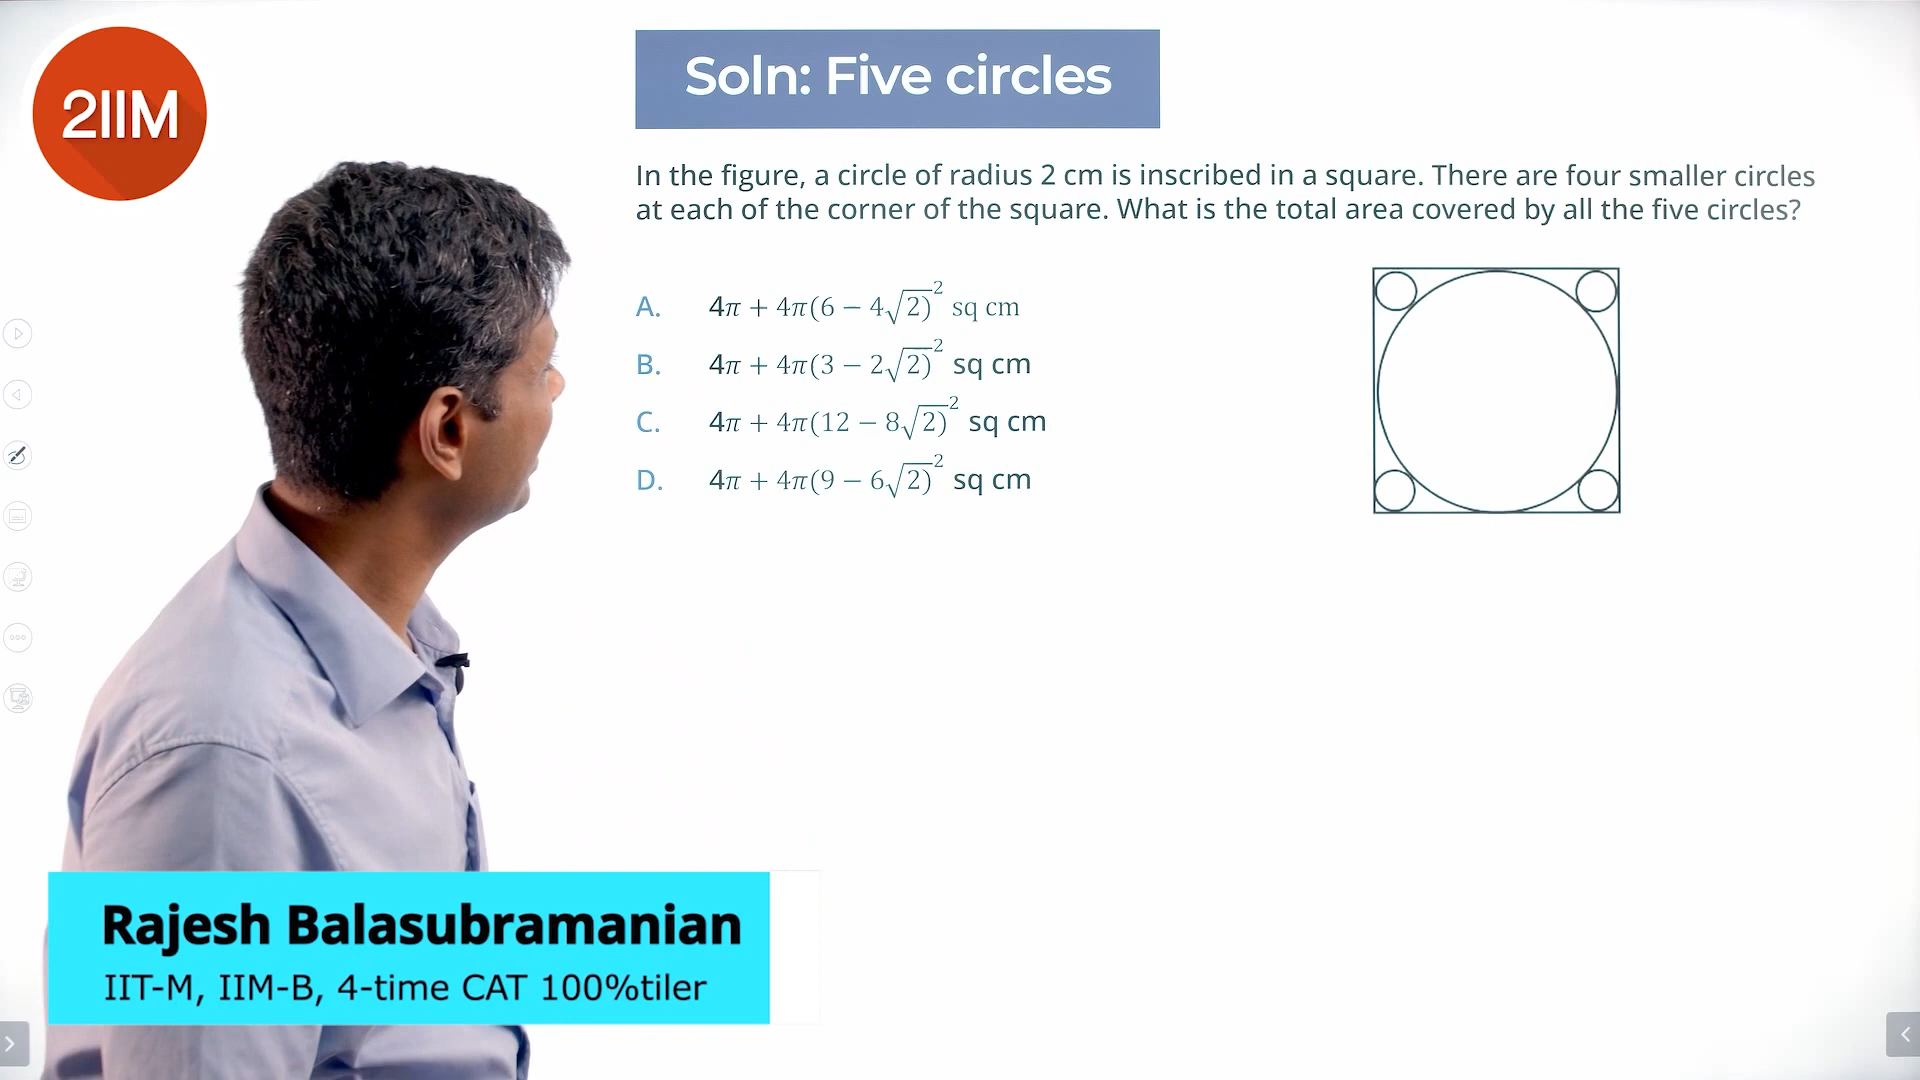 2IIM
Soln: Five circles
In the figure, a circle of radius 2 cm is inscribed in a square. There are four smaller circles
at each of the corner of the square. What is the total area covered by all the five circles?
A. 4π + 4π(6 − 4√2)² sq cm
B. 4π + 4π(3 − 2√2)² sq cm
C. 4π + 4π(12 − 8√2)² sq cm
D. 4π + 4π(9 − 6√2)² sq cm
Rajesh Balasubramanian
IIT-M, IIM-B, 4-time CAT 100%tiler